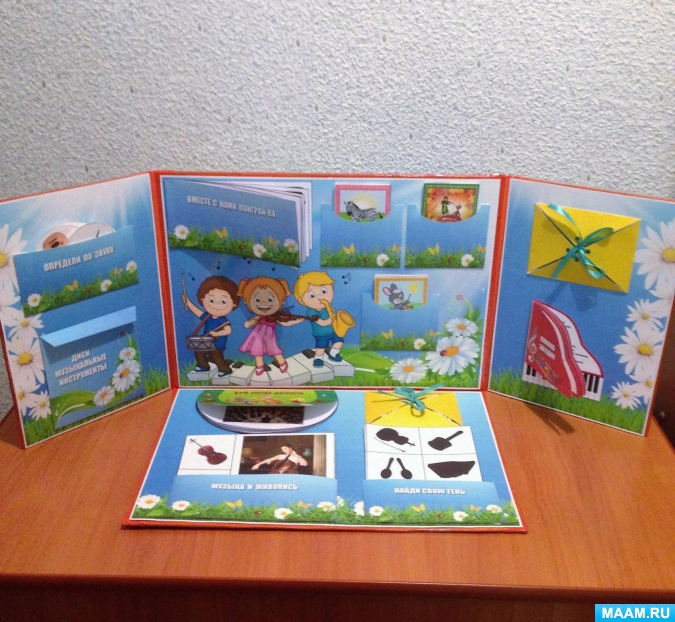 ОПРЕДЕЛИ ПО ЗВУКУ
ДИСКИ
МУЗЫКАЛЬНЫЕ
ИНСТРУМЕНТЫ
ВМЕСТЕ С НАМИ ПОИГРАЙ-КА
МУЗЫКА И ЖИВОПИСЬ
НАЙДИ СВОЮ ТЕНЬ
MAAM.RU